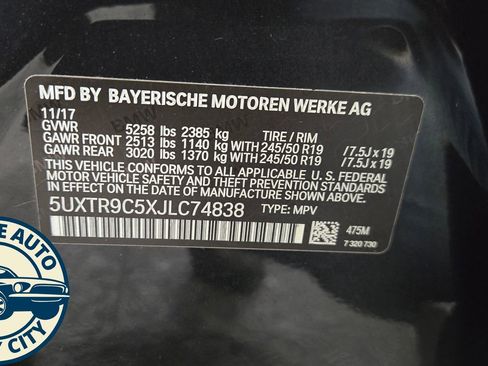 MFD BY BAYERISCHE MOTOREN WERKE AG
11/17
GVWR 5258 lbs 2385 kg TIRE / RIM
GAWR FRONT 2513 lbs 1140 kg WITH 245/50 R19 /7.5J x 19
GAWR REAR 3020 lbs 1370 kg WITH 245/50 R19 /7.5J x 19
THIS VEHICLE CONFORMS TO ALL APPLICABLE U.S. FEDERAL
MOTOR VEHICLE SAFETY, BUMPER, AND THEFT PREVENTION
STANDARDS IN EFFECT ON THE DATE OF MANUFACTURE SHOWN ABOVE.
5UXTR9C5XJLC74838 TYPE: MPV
475M
7 320 730
AUTO
CITY